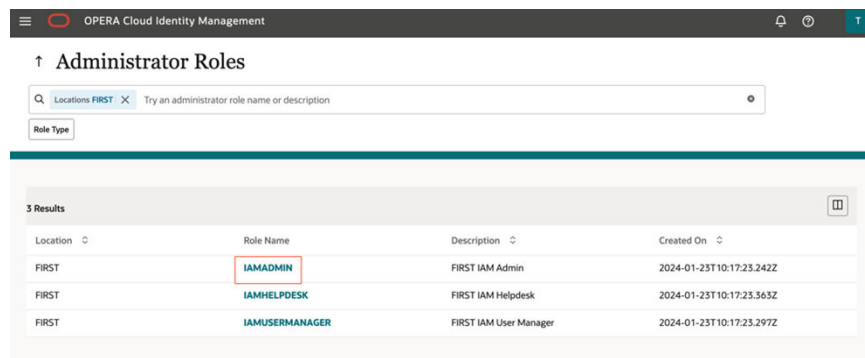 OPERA Cloud Identity Management
T
Administrator Roles
Locations FIRST Try an administrator role name or description
Role Type
3 Results
Location Role Name Description Created On
FIRST IAMADMIN FIRST IAM Admin 2024-01-23T10:17:23.242Z
FIRST IAMHELPDESK FIRST IAM Helpdesk 2024-01-23T10:17:23.363Z
FIRST IAMUSERMANAGER FIRST IAM User Manager 2024-01-23T10:17:23.297Z